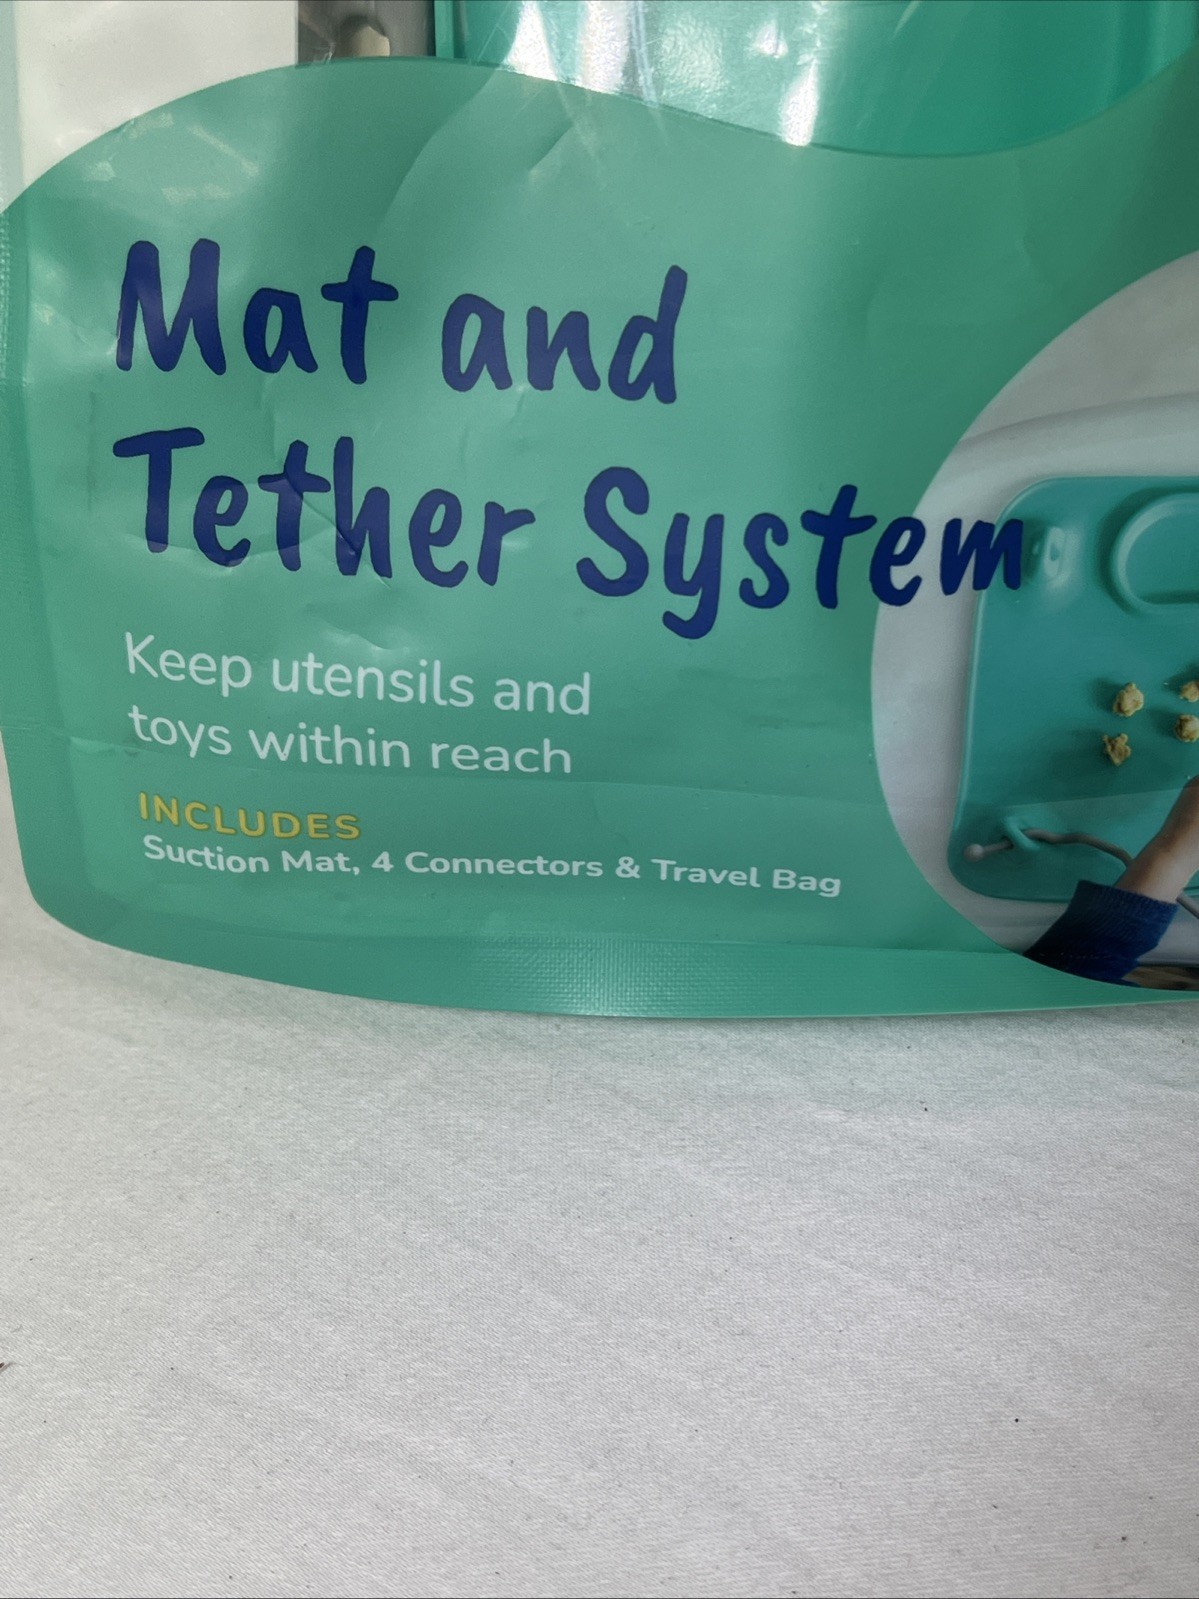 Mat and
Tether System
Keep utensils and
toys within reach
INCLUDES
Suction Mat, 4 Connectors & Travel Bag